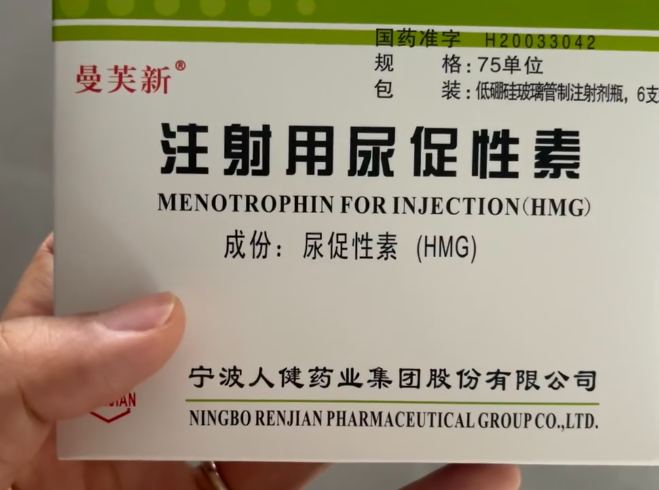 国药准字 H20033042
规 格：75单位
包 装：低硼硅玻璃管制注射剂瓶，6支
曼芙新®
注射用尿促性素
MENOTROPHIN FOR INJECTION(HMG)
成份：尿促性素 (HMG)
宁波人健药业集团股份有限公司
NINGBO RENJIAN PHARMACEUTICAL GROUP CO.,LTD.